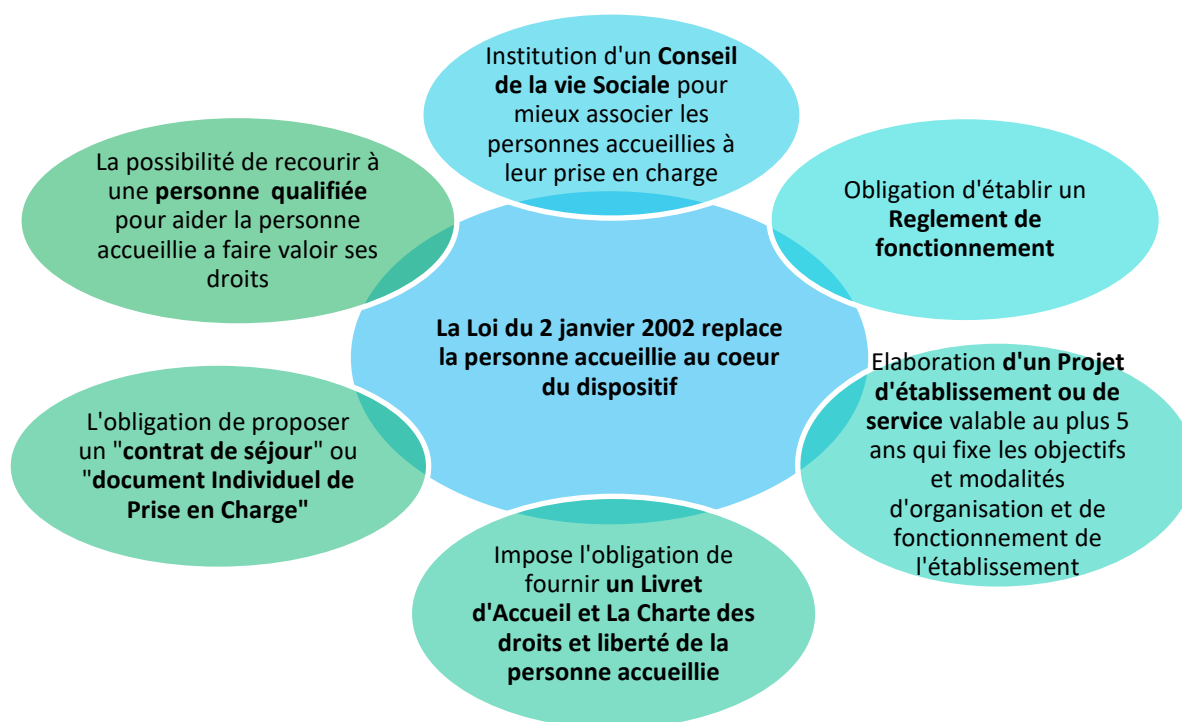 Institution d'un Conseil
de la vie Sociale pour
mieux associer les
personnes accueillies à
leur prise en charge
Obligation d'établir un
Reglement de
fonctionnement
Elaboration d'un Projet
d'établissement ou de
service valable au plus 5
ans qui fixe les objectifs
et modalités
d'organisation et de
fonctionnement de
l'établissement
Impose l'obligation de
fournir un Livret
d'Accueil et La Charte des
droits et liberté de la
personne accueillie
L'obligation de proposer
un "contrat de séjour" ou
"document Individuel de
Prise en Charge"
La possibilité de recourir à
une personne qualifiée
pour aider la personne
accueillie a faire valoir ses
droits
La Loi du 2 janvier 2002 replace
la personne accueillie au coeur
du dispositif